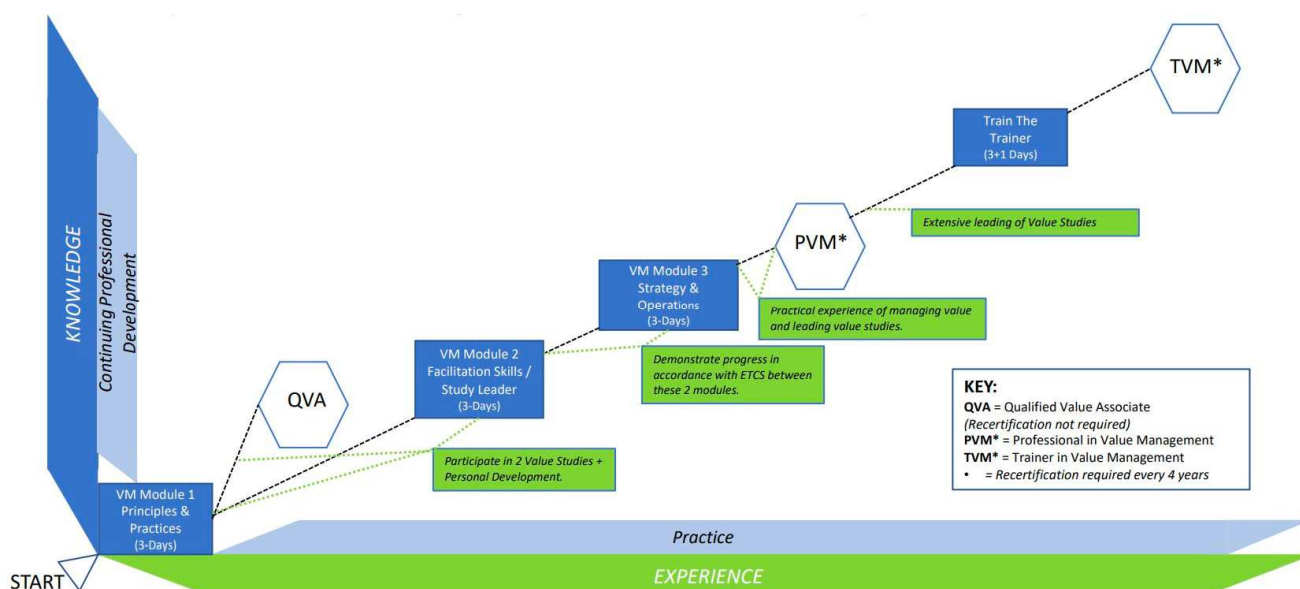 TVM*
Train The
Trainer
(3+1 Days)
Extensive leading of Value Studies
PVM*
VM Module 3
Strategy &
Operations
(3-Days)
Practical experience of managing value
and leading value studies.
VM Module 2
Facilitation Skills /
Study Leader
(3-Days)
Demonstrate progress in
accordance with ETCS between
these 2 modules.
QVA
Participate in 2 Value Studies +
Personal Development.
KNOWLEDGE
Continuing Professional
Development
VM Module 1
Principles &
Practices
(3-Days)
KEY:
QVA = Qualified Value Associate
(Recertification not required)
PVM* = Professional in Value Management
TVM* = Trainer in Value Management
• = Recertification required every 4 years
Practice
EXPERIENCE
START